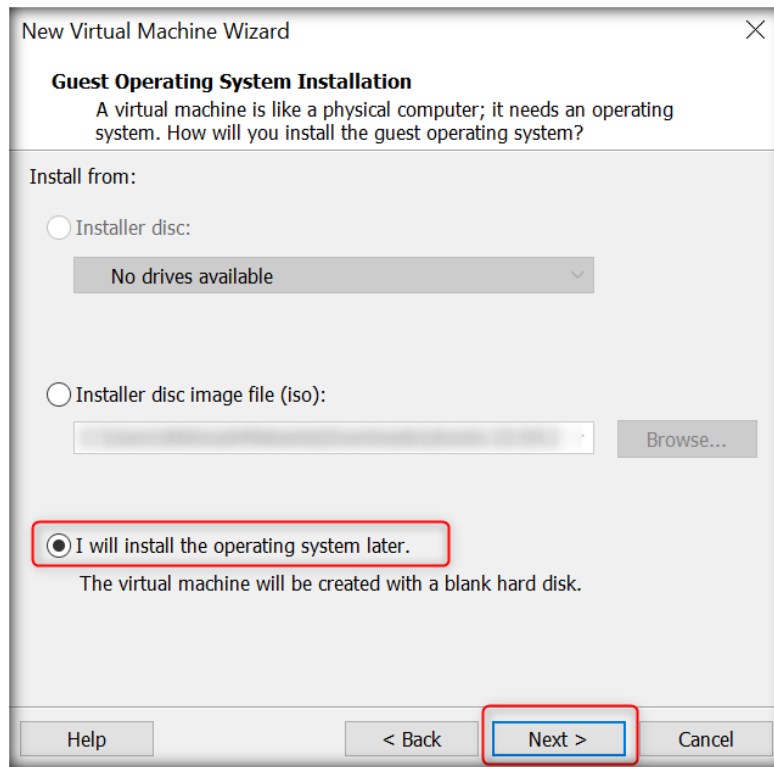 New Virtual Machine Wizard
Guest Operating System Installation
A virtual machine is like a physical computer; it needs an operating
system. How will you install the guest operating system?
Install from:
Installer disc:
No drives available
Installer disc image file (iso):
Browse...
I will install the operating system later.
The virtual machine will be created with a blank hard disk.
Help
< Back
Next >
Cancel